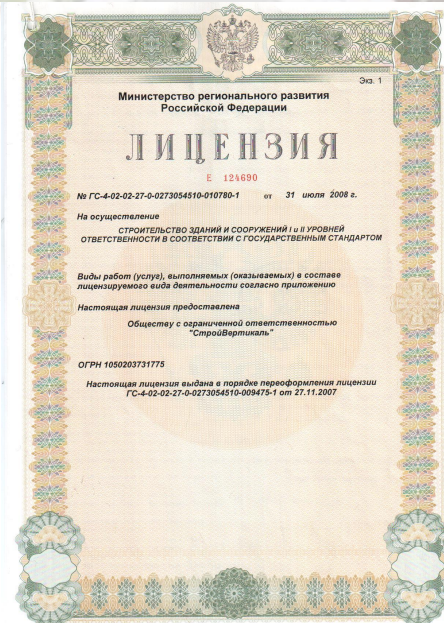 Экз. 1
Министерство регионального развития
Российской Федерации
ЛИЦЕНЗИЯ
Е 124690
№ ГС-4-02-02-27-0-0273054510-010780-1 от 31 июля 2008 г.
На осуществление
СТРОИТЕЛЬСТВО ЗДАНИЙ И СООРУЖЕНИЙ I и II УРОВНЕЙ
ОТВЕТСТВЕННОСТИ В СООТВЕТСТВИИ С ГОСУДАРСТВЕННЫМ СТАНДАРТОМ
Виды работ (услуг), выполняемых (оказываемых) в составе
лицензируемого вида деятельности согласно приложению
Настоящая лицензия предоставлена
Обществу с ограниченной ответственностью
"СтройВертикаль"
ОГРН 1050203731775
Настоящая лицензия выдана в порядке переоформления лицензии
ГС-4-02-02-27-0-0273054510-009475-1 от 27.11.2007